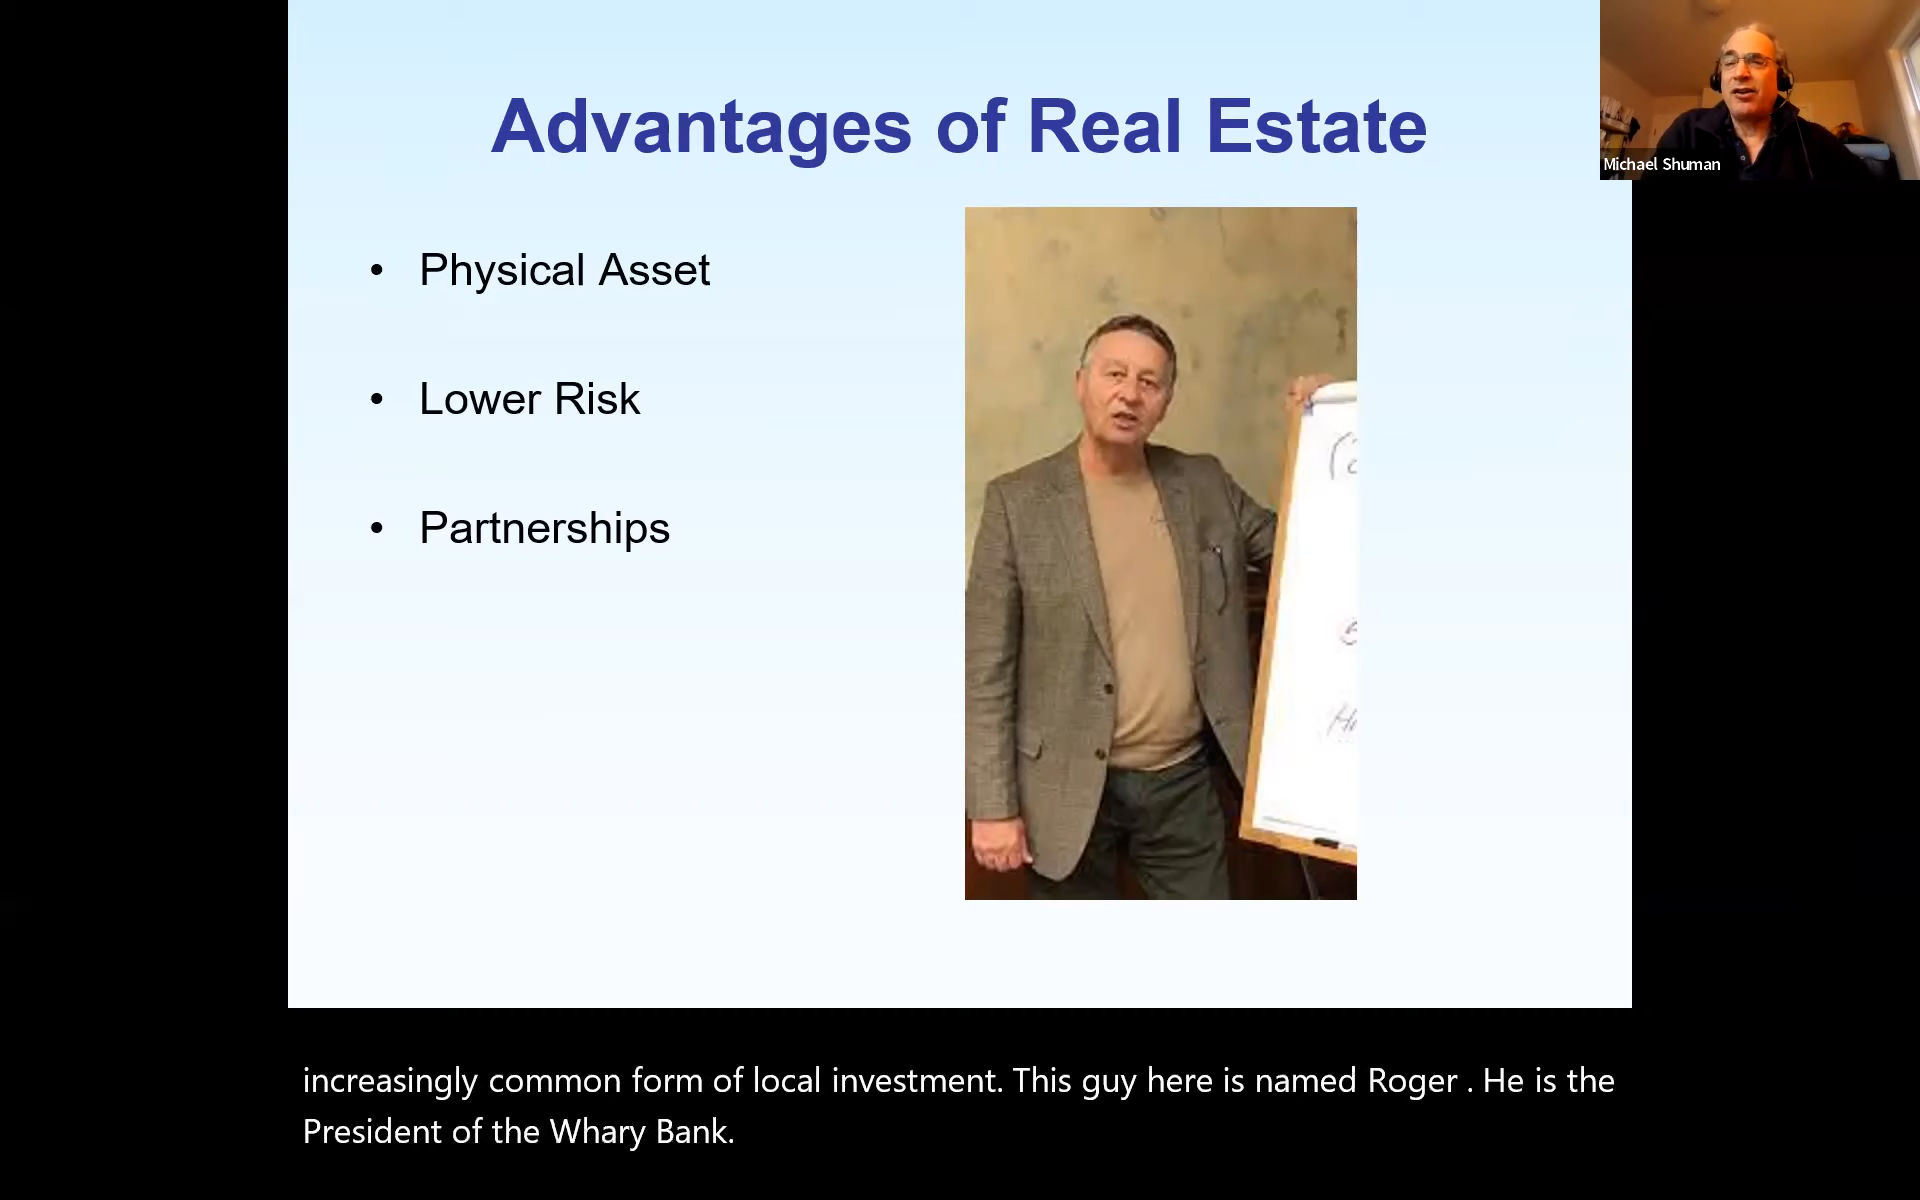 Advantages of Real Estate
Michael Shuman
• Physical Asset
• Lower Risk
• Partnerships
increasingly common form of local investment. This guy here is named Roger . He is the
President of the Whary Bank.